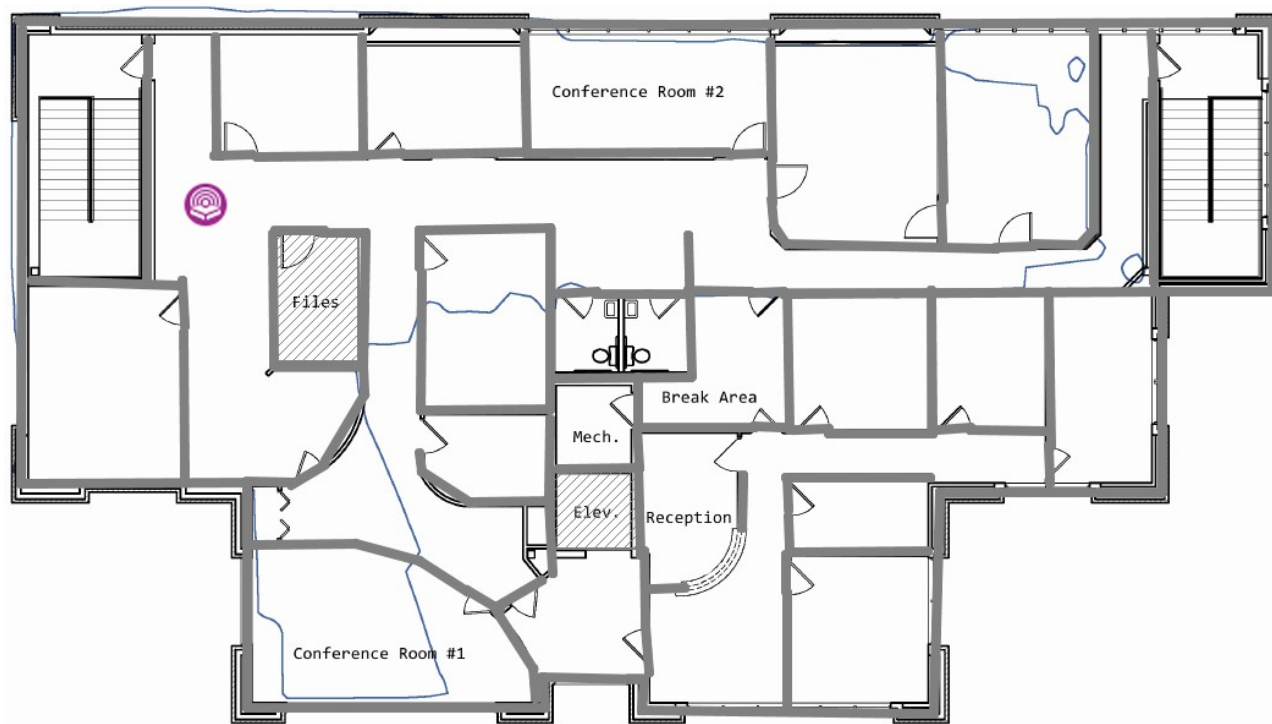 Conference Room #2
Files
Break Area
Mech.
Elev.
Reception
Conference Room #1